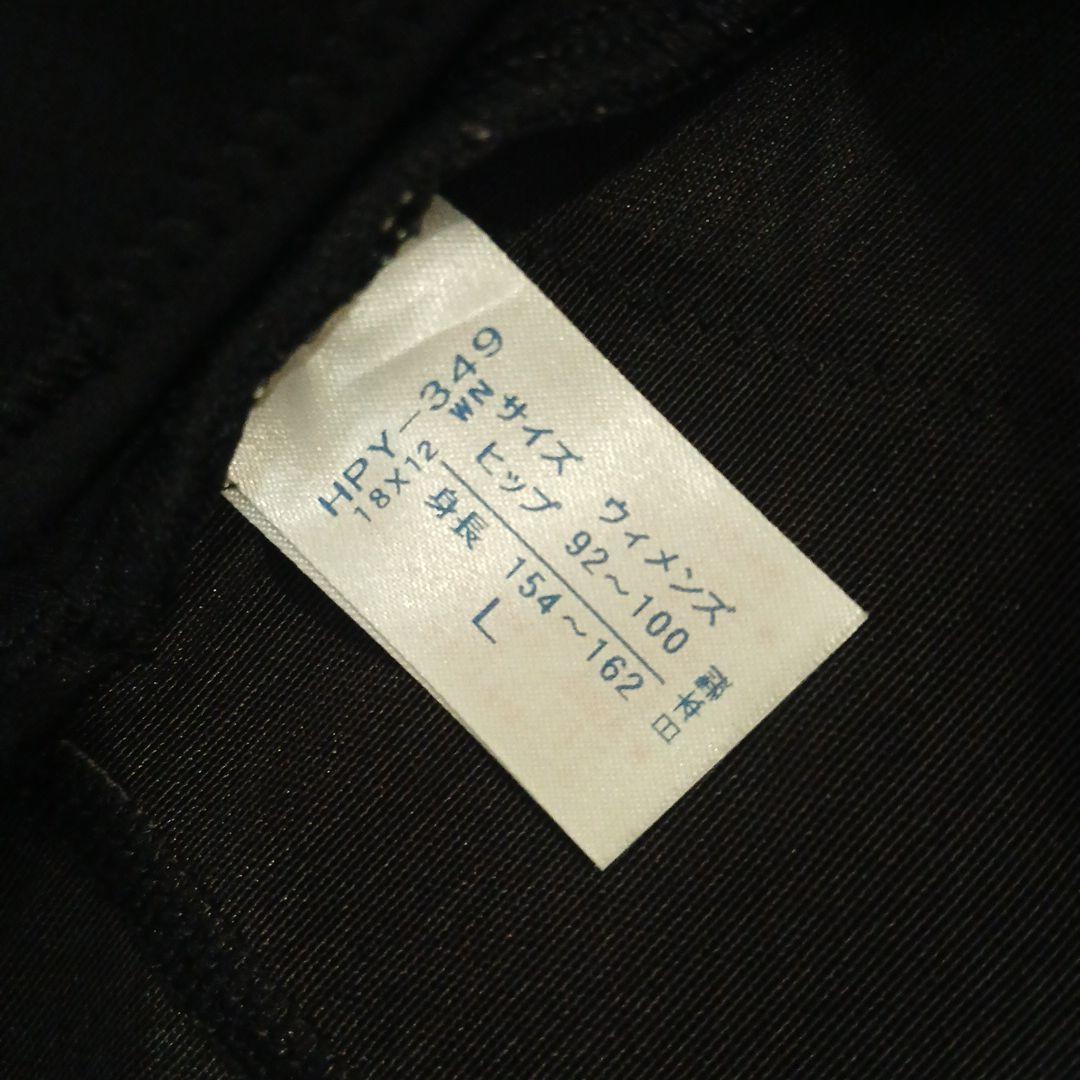 HPY-349
18X12 WN
サイズ ウィメンズ
ヒップ 92～100
身長 154～162
L
日本製